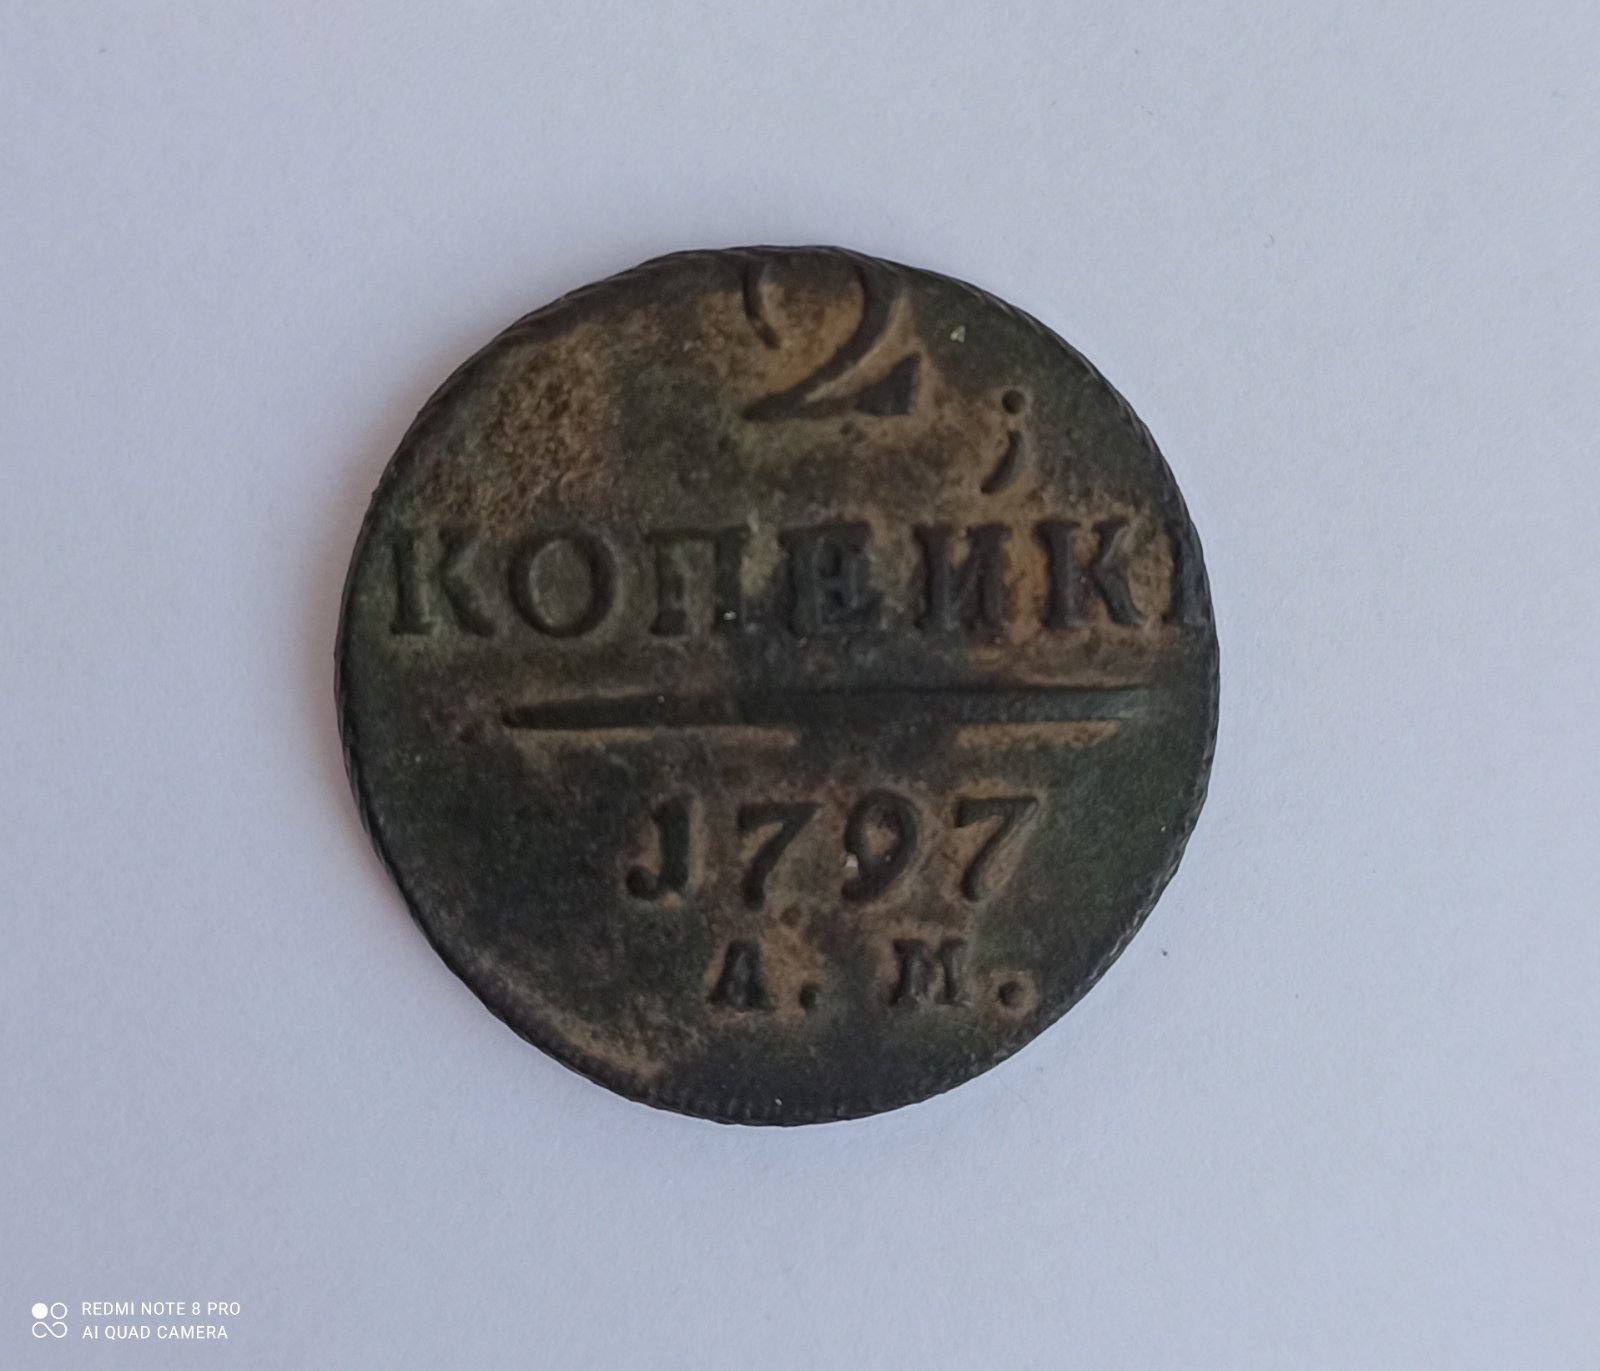 2.
КОПЕЙКИ
1797
А. М.
REDMI NOTE 8 PRO
AI QUAD CAMERA